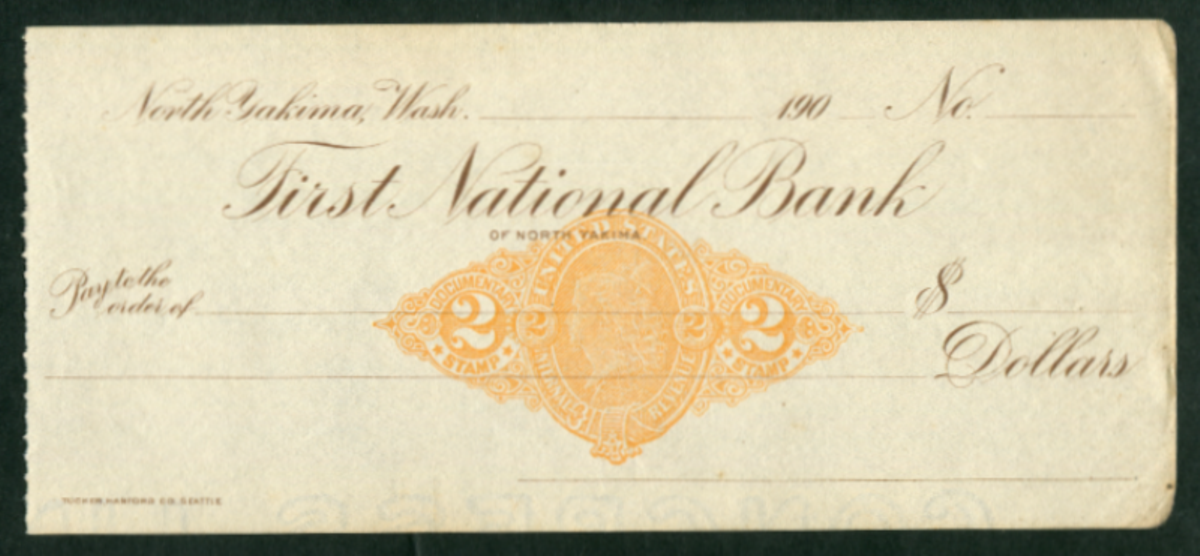 North Yakima, Wash. 190 No.
First National Bank
OF NORTH YAKIMA
UNITED STATES
Pay to the
order of $
DOCUMENTARY DOCUMENTARY
2 2 2 2
STAMP STAMP
INTERNAL REVENUE
Dollars
TUCKER HANFORD CO. SEATTLE